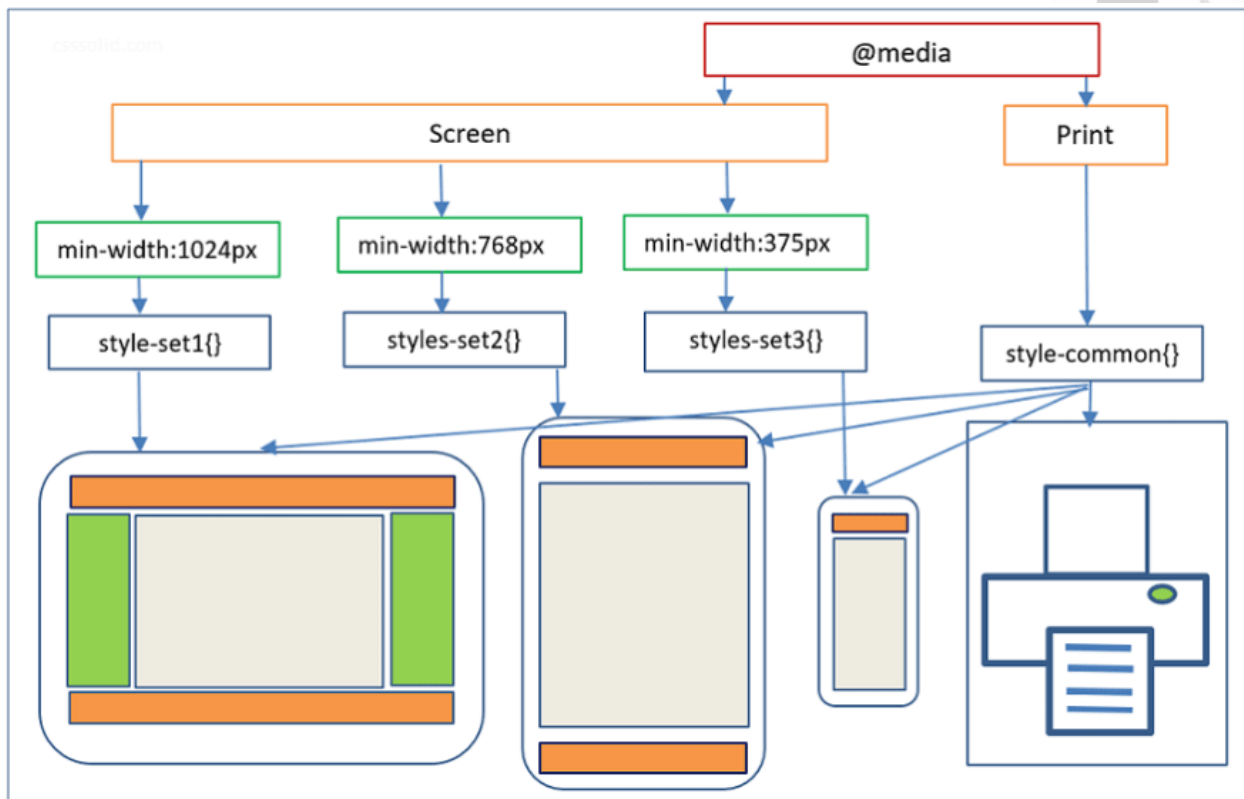 csssolid.com
@media
Screen
Print
min-width:1024px
min-width:768px
min-width:375px
style-set1{}
styles-set2{}
styles-set3{}
style-common{}